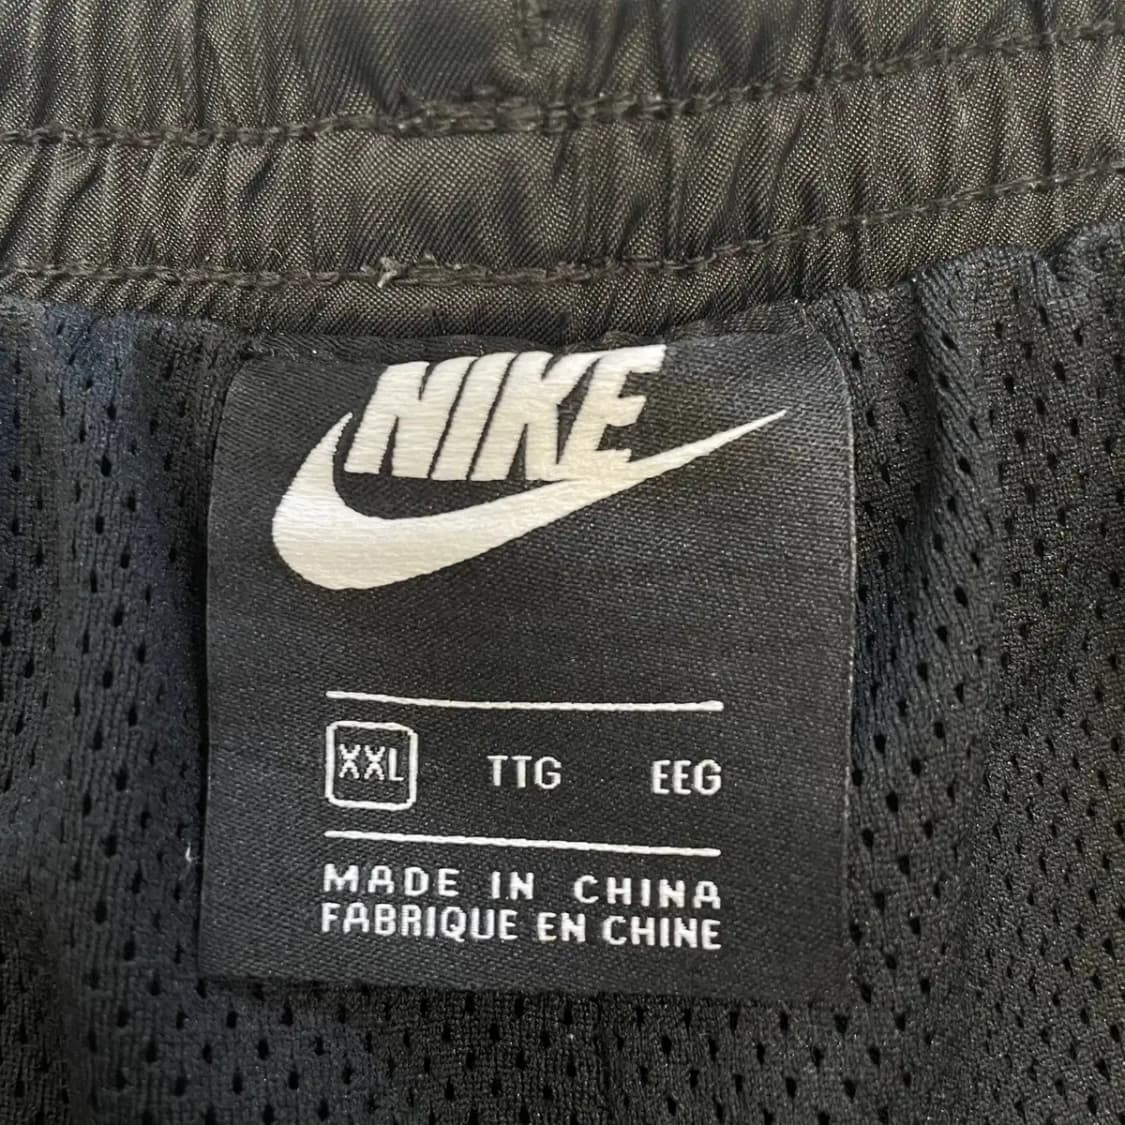 NIKE
XXL TTG EEG
MADE IN CHINA
FABRIQUE EN CHINE